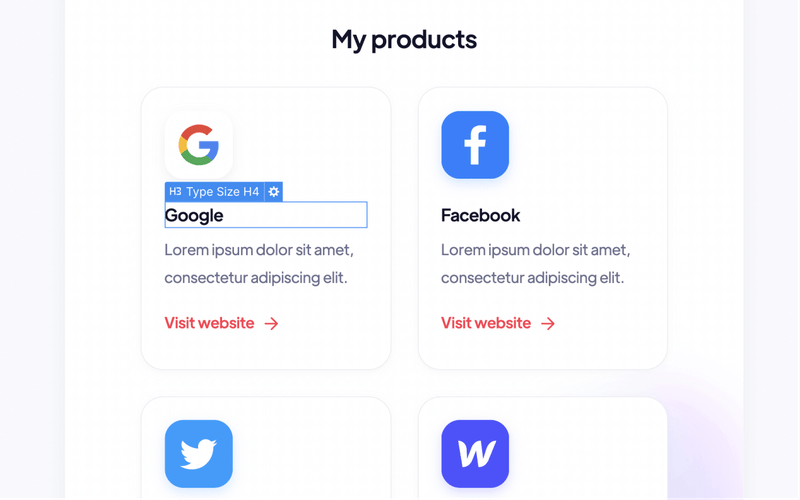 My products
H3 Type Size H4
Google
Lorem ipsum dolor sit amet,
consectetur adipiscing elit.
Visit website
Facebook
Lorem ipsum dolor sit amet,
consectetur adipiscing elit.
Visit website